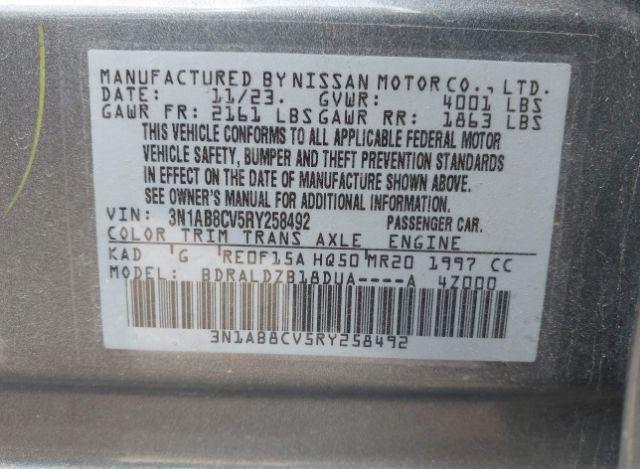 MANUFACTURED BY NISSAN MOTOR CO., LTD.
DATE: 11/23. GVWR: 4001 LBS
GAWR FR: 2161 LBS GAWR RR: 1863 LBS
THIS VEHICLE CONFORMS TO ALL APPLICABLE FEDERAL MOTOR
VEHICLE SAFETY, BUMPER AND THEFT PREVENTION STANDARDS
IN EFFECT ON THE DATE OF MANUFACTURE SHOWN ABOVE.
SEE OWNER'S MANUAL FOR ADDITIONAL INFORMATION.
VIN: 3N1AB8CV5RY258492 PASSENGER CAR.
COLOR TRIM TRANS AXLE ENGINE
KAD G RE0F15A HQ50 MR20 1997 CC
MODEL: BDRALDZB18DUA----A 4Z000
3N1AB8CV5RY258492